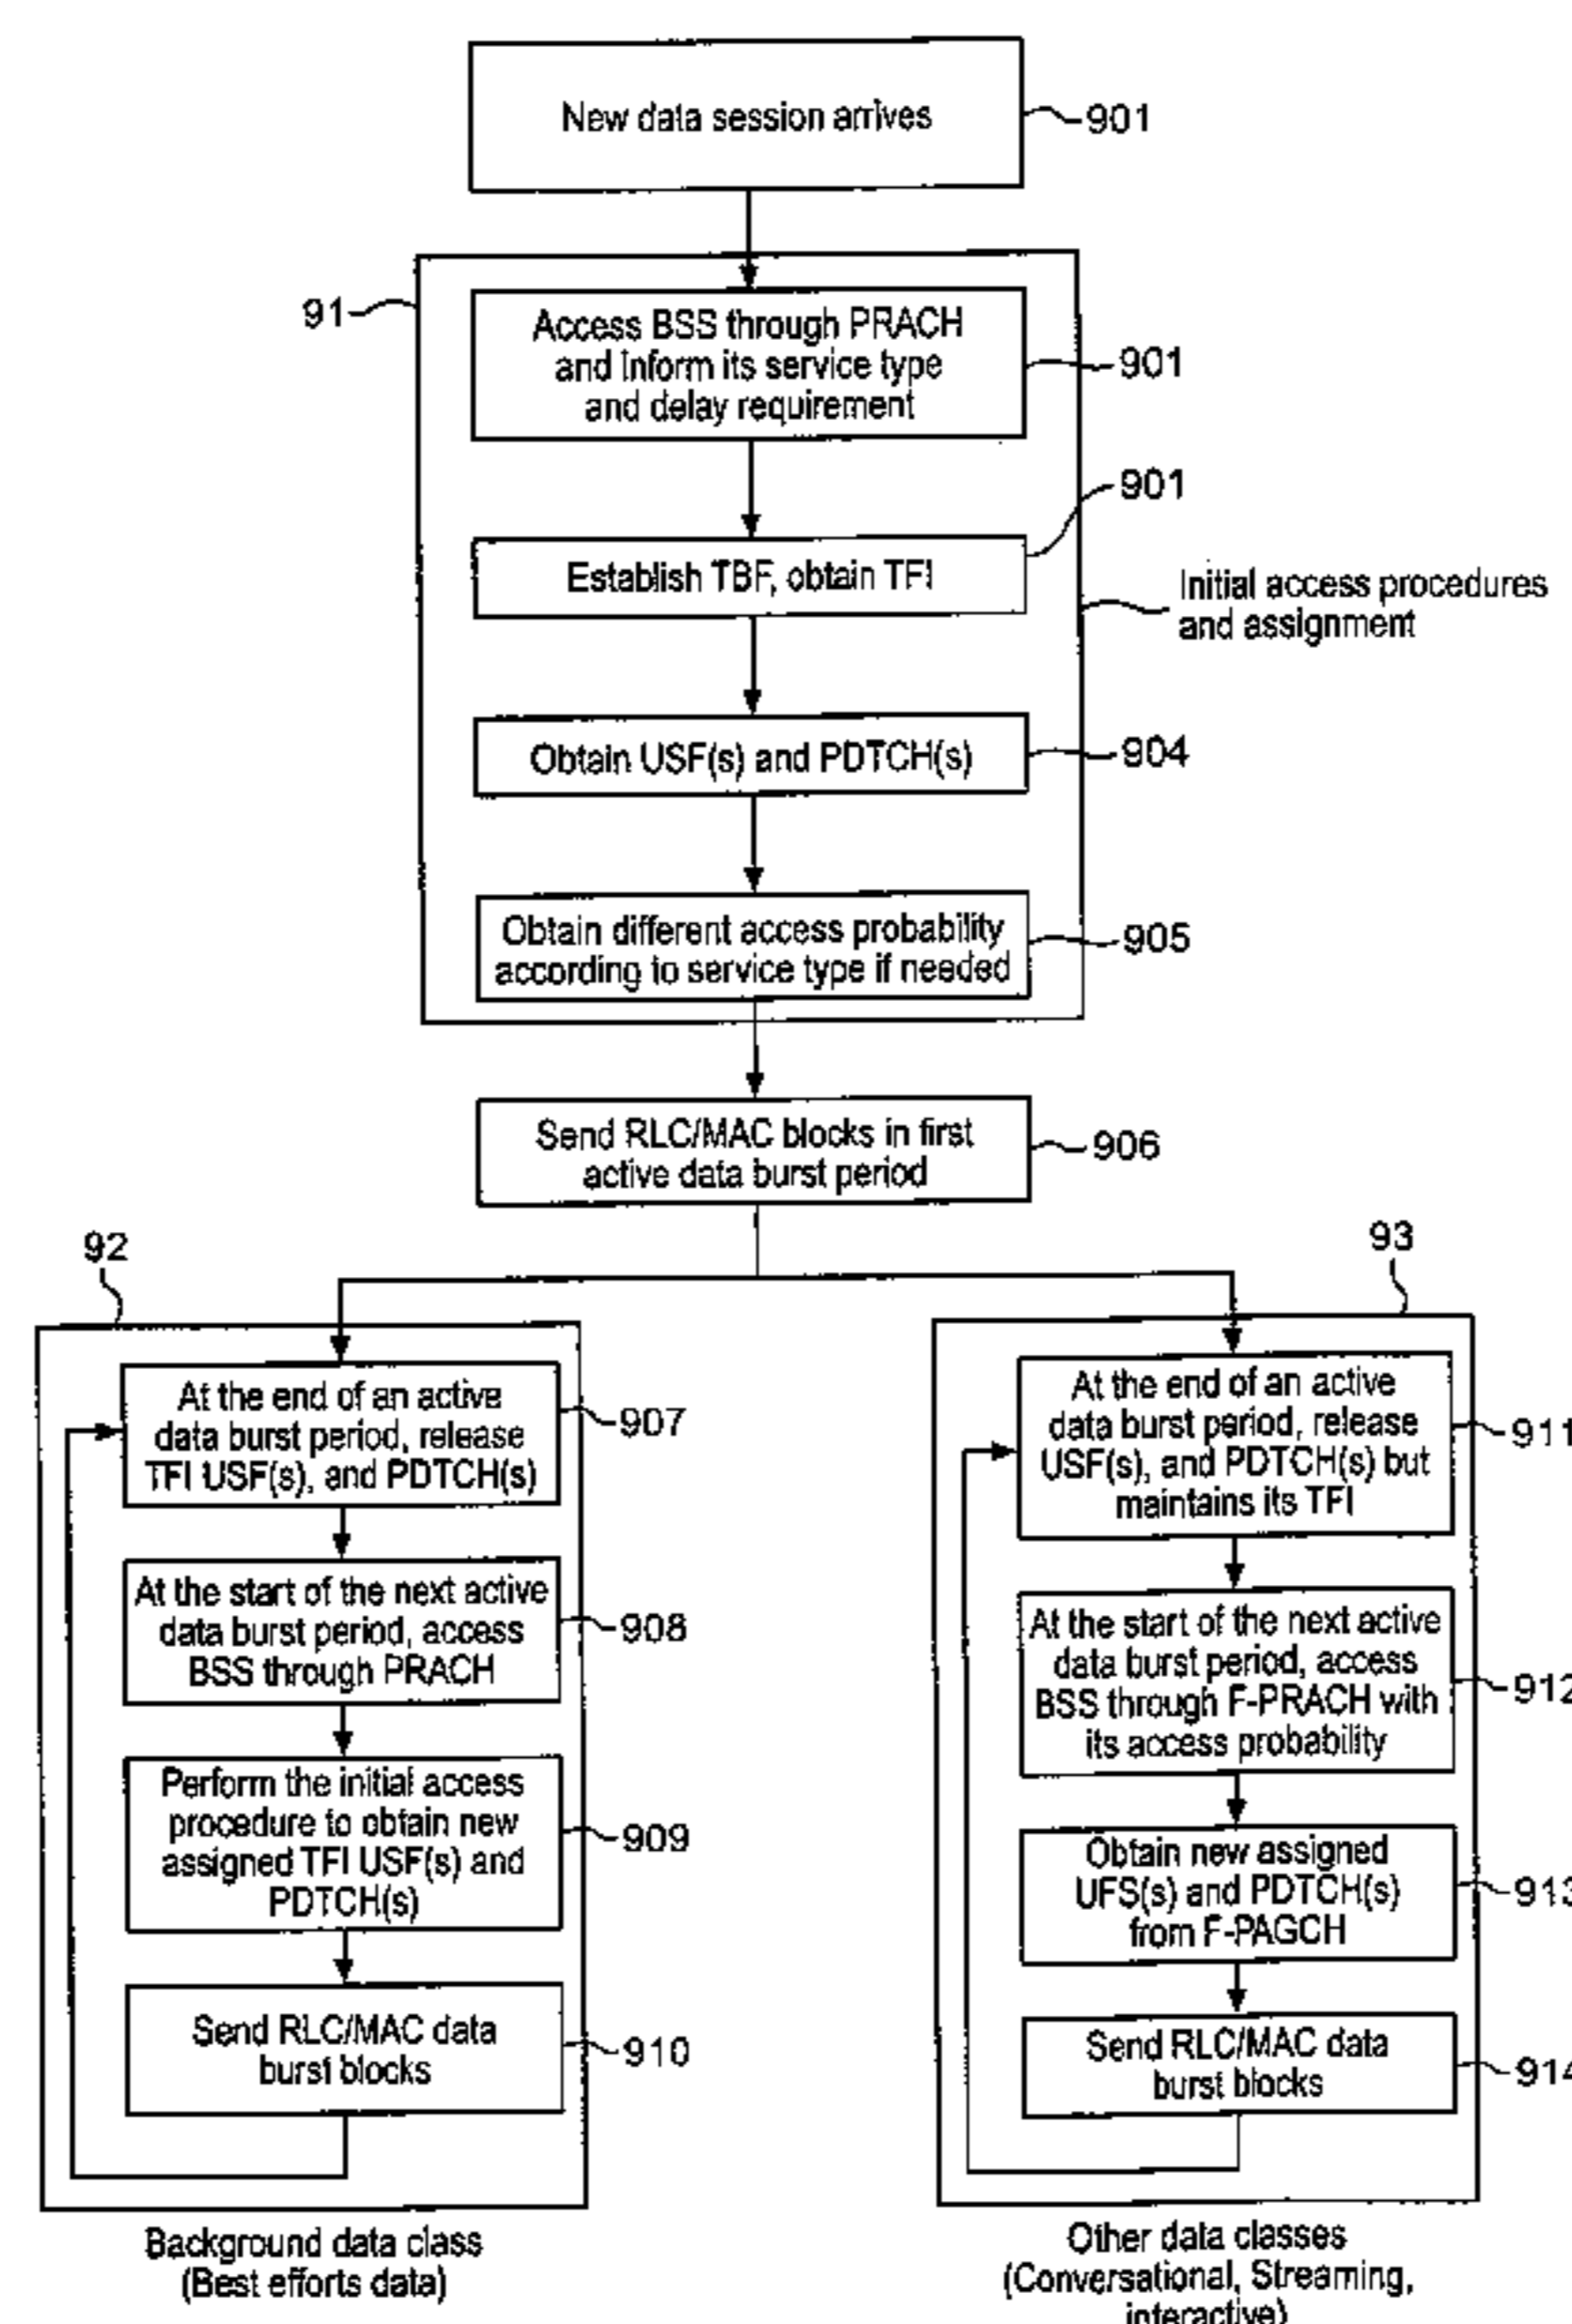 New data session arrives
901
91
Access BSS through PRACH
and Inform its service type
and delay requirement
901
901
Establish TBF, obtain TFI
Initial access procedures
and assignment
Obtain USF(s) and PDTCH(s)
904
Obtain different access probability
according to service type if needed
905
Send RLC/MAC blocks in first
active data burst period
906
92
At the end of an active
data burst period, release
TFI USF(s), and PDTCH(s)
907
At the start of the next active
data burst period, access
BSS through PRACH
908
Perform the initial access
procedure to obtain new
assigned TFI USF(s) and
PDTCH(s)
909
Send RLC/MAC data
burst blocks
910
Background data class
(Best efforts data)
93
At the end of an active
data burst period, release
USF(s), and PDTCH(s) but
maintains its TFI
911
At the start of the next active
data burst period, access
BSS through F-PRACH with
its access probability
912
Obtain new assigned
UFS(s) and PDTCH(s)
from F-PAGCH
913
Send RLC/MAC data
burst blocks
914
Other data classes
(Conversational, Streaming,
interactive)